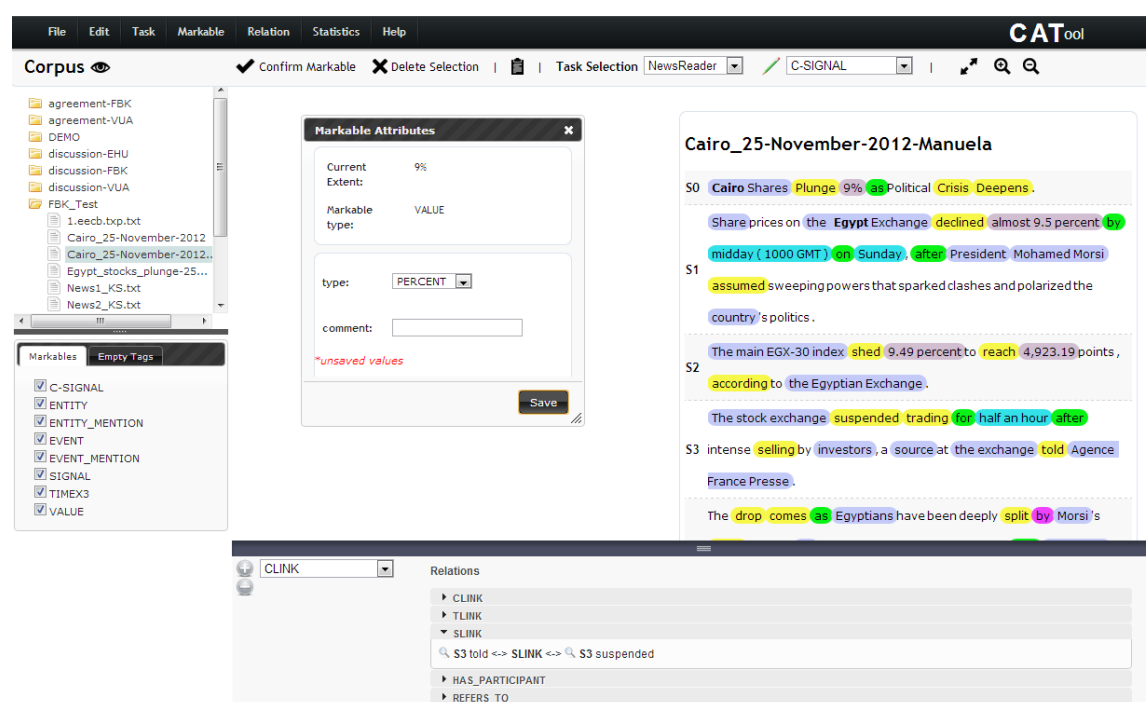 File Edit Task Markable Relation Statistics Help
CATool
Corpus
Confirm Markable Delete Selection | | Task Selection NewsReader C-SIGNAL |
agreement-FBK
agreement-VUA
DEMO
discussion-EHU
discussion-FBK
discussion-VUA
FBK_Test
1.eecb.txp.txt
Cairo_25-November-2012
Cairo_25-November-2012..
Egypt_stocks_plunge-25...
News1_KS.txt
News2_KS.txt
Markables Empty Tags
C-SIGNAL
ENTITY
ENTITY_MENTION
EVENT
EVENT_MENTION
SIGNAL
TIMEX3
VALUE
Markable Attributes
Current Extent: 9%
Markable type: VALUE
type: PERCENT
comment:
*unsaved values
Save
Cairo_25-November-2012-Manuela
S0 Cairo Shares Plunge 9% as Political Crisis Deepens .
Share prices on the Egypt Exchange declined almost 9.5 percent by
midday ( 1000 GMT ) on Sunday , after President Mohamed Morsi
S1
assumed sweeping powers that sparked clashes and polarized the
country 's politics .
The main EGX-30 index shed 9.49 percent to reach 4,923.19 points ,
S2
according to the Egyptian Exchange .
The stock exchange suspended trading for half an hour after
S3 intense selling by investors , a source at the exchange told Agence
France Presse .
The drop comes as Egyptians have been deeply split by Morsi 's
CLINK
Relations
CLINK
TLINK
SLINK
S3 told <-> SLINK <-> S3 suspended
HAS_PARTICIPANT
REFERS_TO